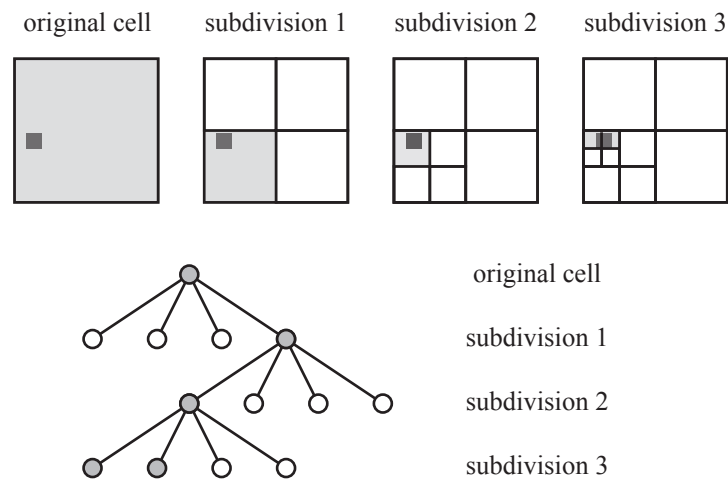 original cell subdivision 1 subdivision 2 subdivision 3
original cell
subdivision 1
subdivision 2
subdivision 3